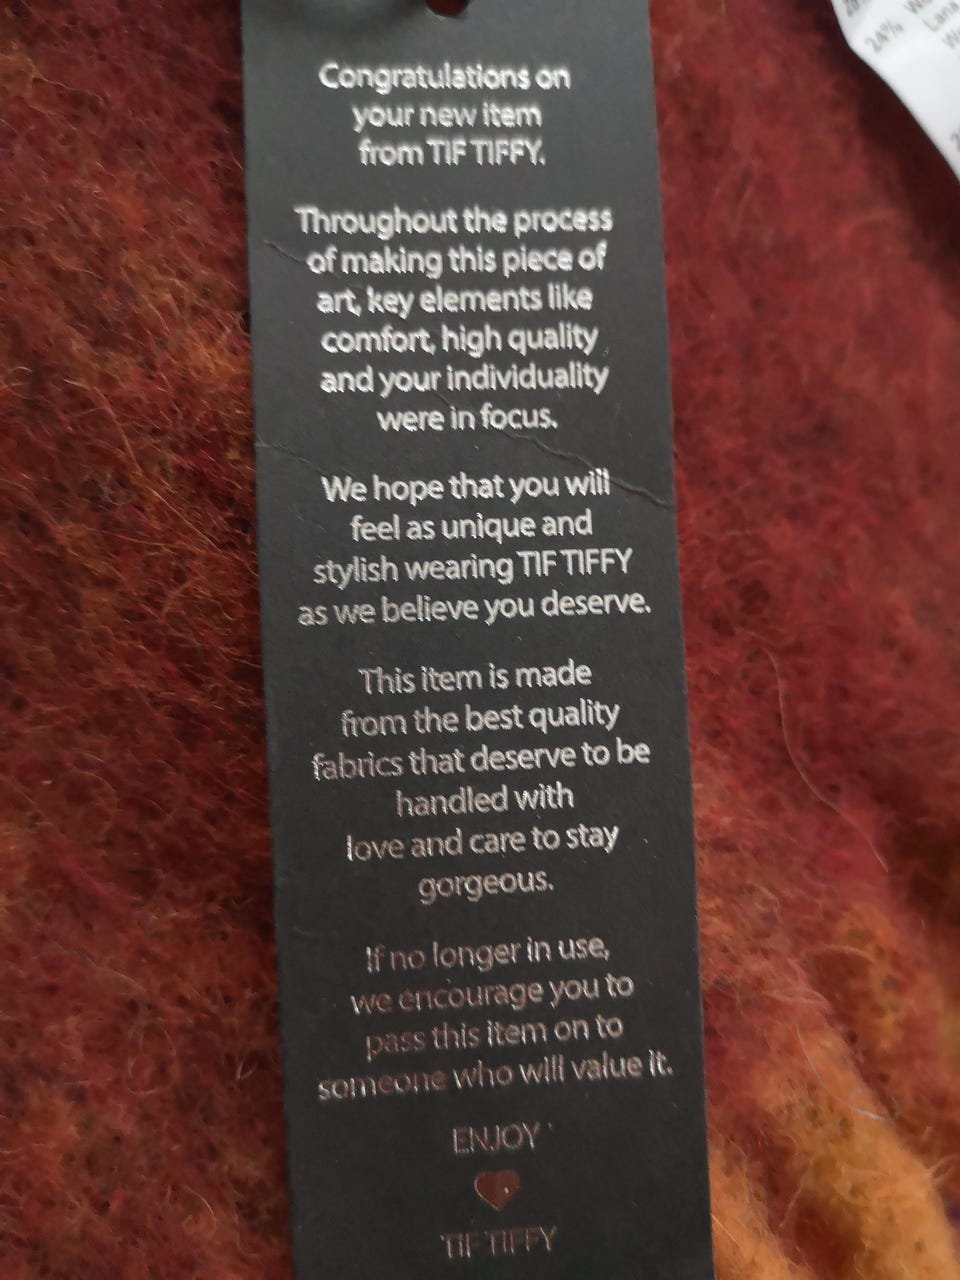 Congratulations on
your new item
from TIF TIFFY.
Throughout the process
of making this piece of
art, key elements like
comfort, high quality
and your individuality
were in focus.
We hope that you will
feel as unique and
stylish wearing TIF TIFFY
as we believe you deserve.
This item is made
from the best quality
fabrics that deserve to be
handled with
love and care to stay
gorgeous.
If no longer in use,
we encourage you to
pass this item on to
someone who will value it.
ENJOY
TIF TIFFY
24%
Lana